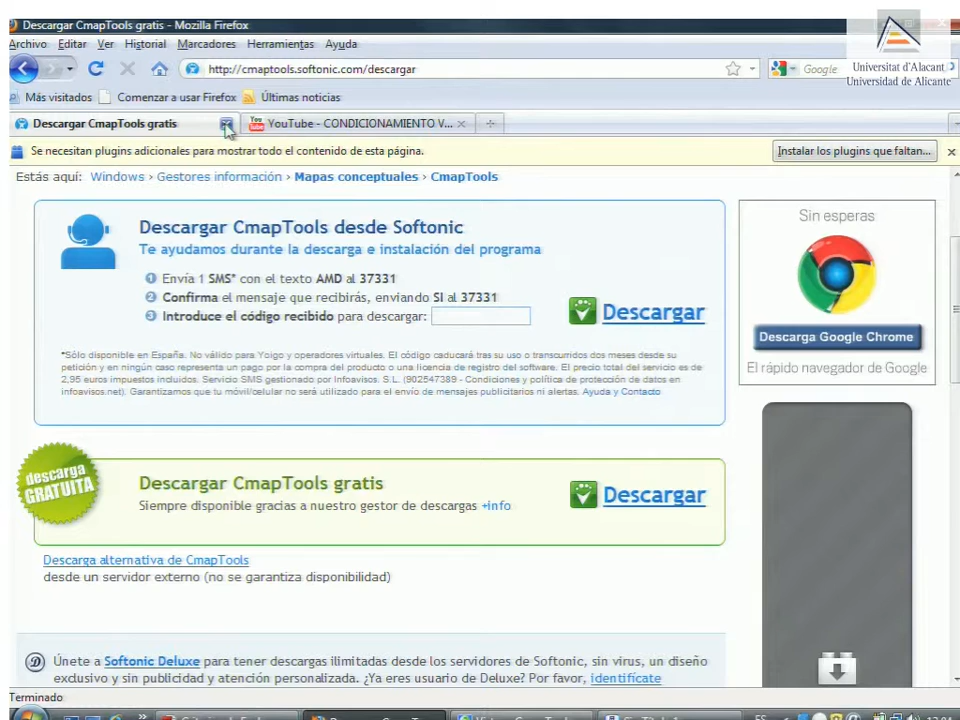 Descargar CmapTools gratis - Mozilla Firefox
Archivo Editar Ver Historial Marcadores Herramientas Ayuda
http://cmaptools.softonic.com/descargar
Google
Universitat d'Alacant
Universidad de Alicante
Más visitados Comenzar a usar Firefox Últimas noticias
Descargar CmapTools gratis
You Tube YouTube - CONDICIONAMIENTO V...
Se necesitan plugins adicionales para mostrar todo el contenido de esta página.
Instalar los plugins que faltan...
Estás aquí: Windows › Gestores información › Mapas conceptuales › CmapTools
Descargar CmapTools desde Softonic
Te ayudamos durante la descarga e instalación del programa
1 Envía 1 SMS* con el texto AMD al 37331
2 Confirma el mensaje que recibirás, enviando SI al 37331
3 Introduce el código recibido para descargar:
Descargar
*Sólo disponible en España. No válido para Yoigo y operadores virtuales. El código caducará tras su uso o transcurridos dos meses desde su
petición y en ningún caso representa un pago por la compra del producto o una licencia de registro del software. El precio total del servicio es de
2,95 euros impuestos incluidos. Servicio SMS gestionado por Infoavisos. S.L. (902547389 - Condiciones y política de protección de datos en
infoavisos.net). Garantizamos que tu móvil/celular no será utilizado para el envío de mensajes publicitarios ni alertas. Ayuda y Contacto
Sin esperas
Descarga Google Chrome
El rápido navegador de Google
descarga
GRATUITA
Descargar CmapTools gratis
Siempre disponible gracias a nuestro gestor de descargas +info
Descargar
Descarga alternativa de CmapTools
desde un servidor externo (no se garantiza disponibilidad)
D Únete a Softonic Deluxe para tener descargas ilimitadas desde los servidores de Softonic, sin virus, un diseño
exclusivo y sin publicidad y atención personalizada. ¿Ya eres usuario de Deluxe? Por favor, identifícate
Terminado